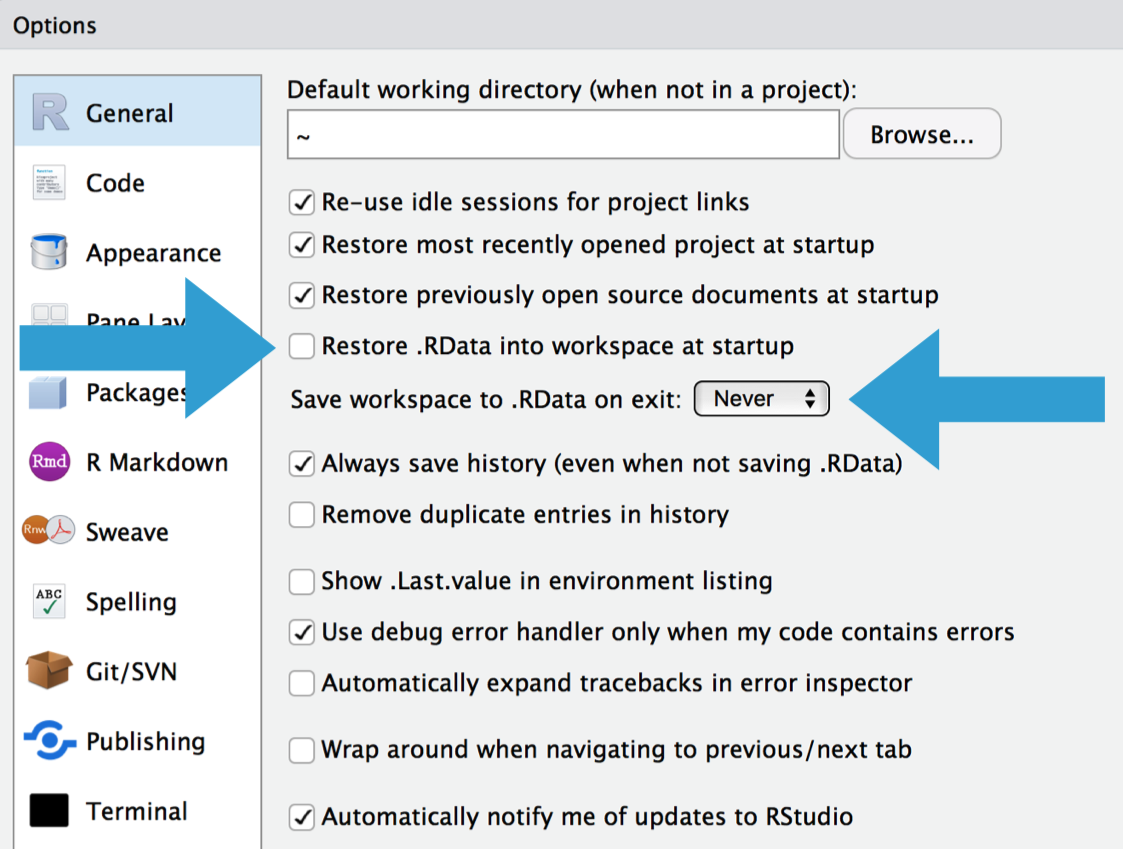 Options
General
Code
Appearance
Pane Lay
Packages
R Markdown
Sweave
Spelling
Git/SVN
Publishing
Terminal
Rmd
Rnw
ABC
Default working directory (when not in a project):
~
Browse...
Re-use idle sessions for project links
Restore most recently opened project at startup
Restore previously open source documents at startup
Restore .RData into workspace at startup
Save workspace to .RData on exit: Never
Always save history (even when not saving .RData)
Remove duplicate entries in history
Show .Last.value in environment listing
Use debug error handler only when my code contains errors
Automatically expand tracebacks in error inspector
Wrap around when navigating to previous/next tab
Automatically notify me of updates to RStudio